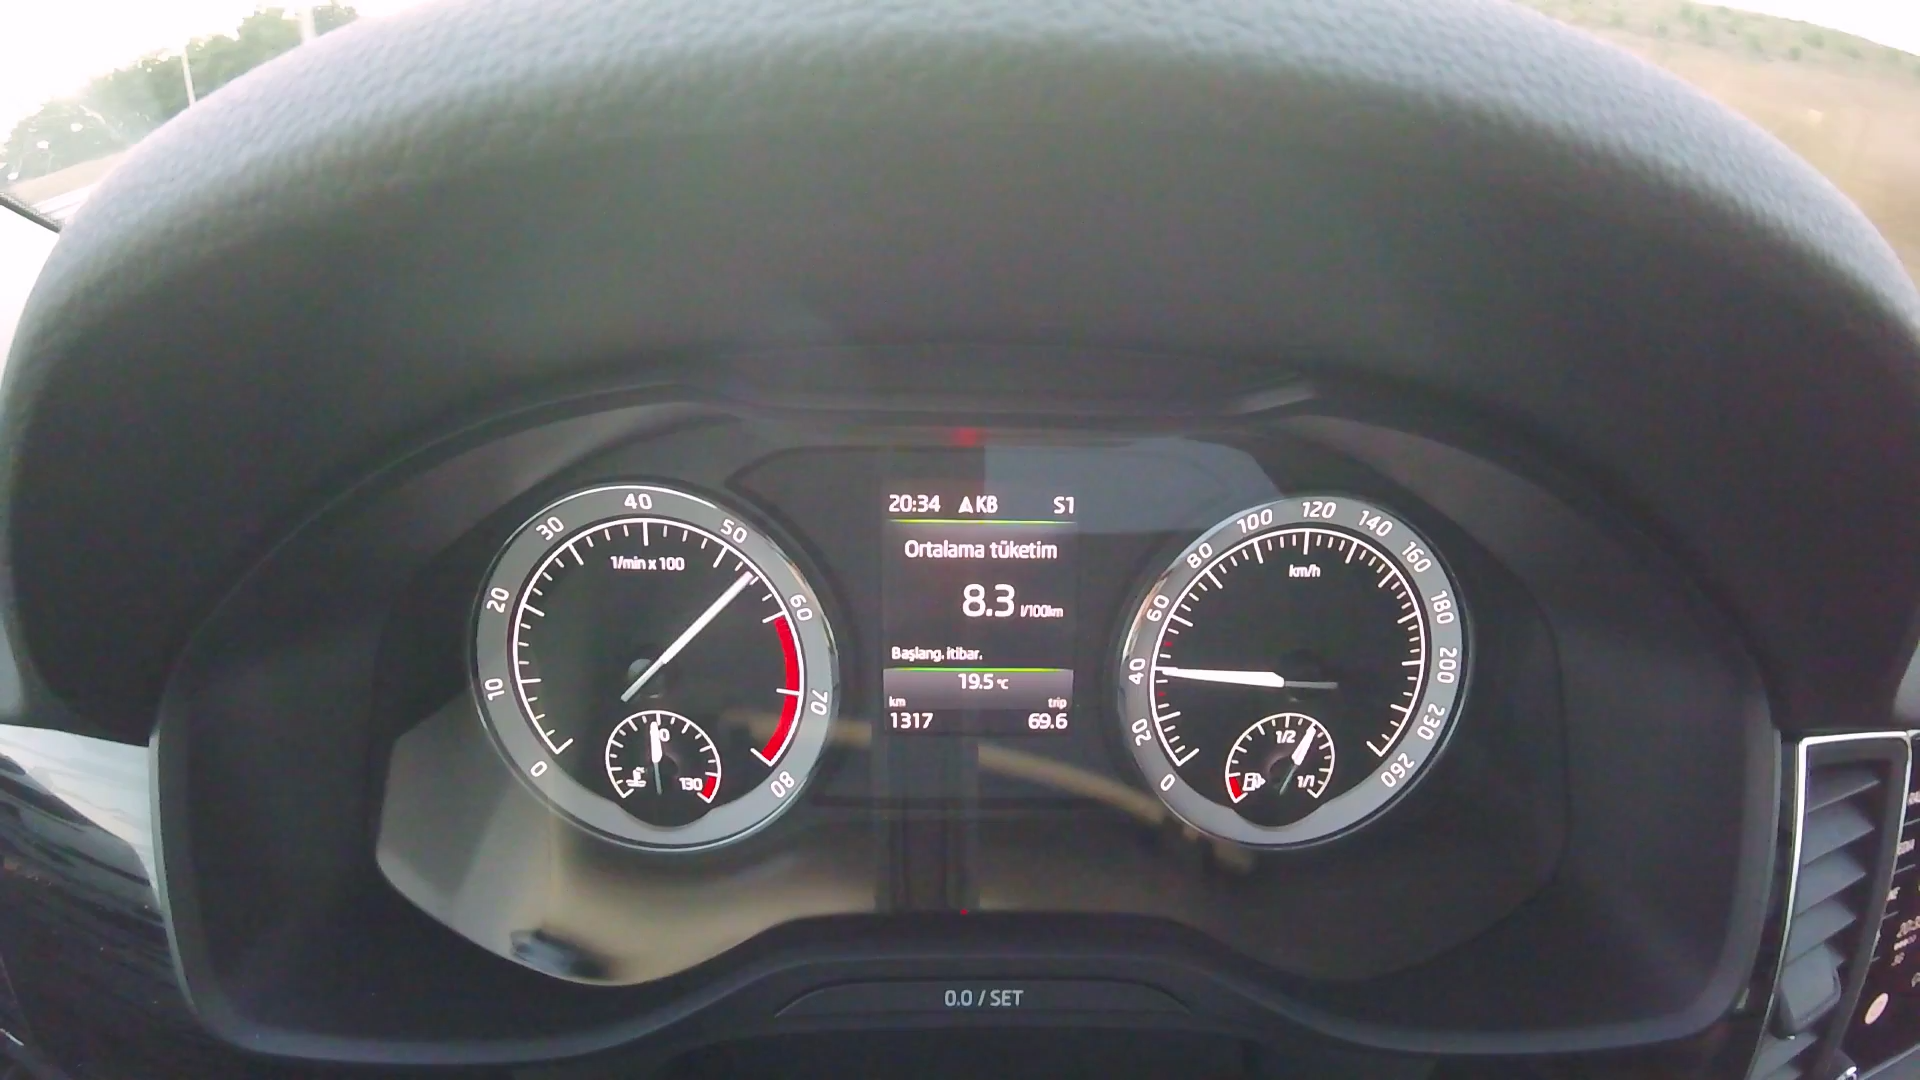 20:34 KB S1
Ortalama tüketim
8.3 l/100km
Başlang. itibar.
19.5 °C
km trip
1317 69.6
0 10 20 30 40 50 60 70 80
1/min x 100
130
0 20 40 60 80 100 120 140 160 180 200 230 260
km/h
1/2
1/1
0.0 / SET